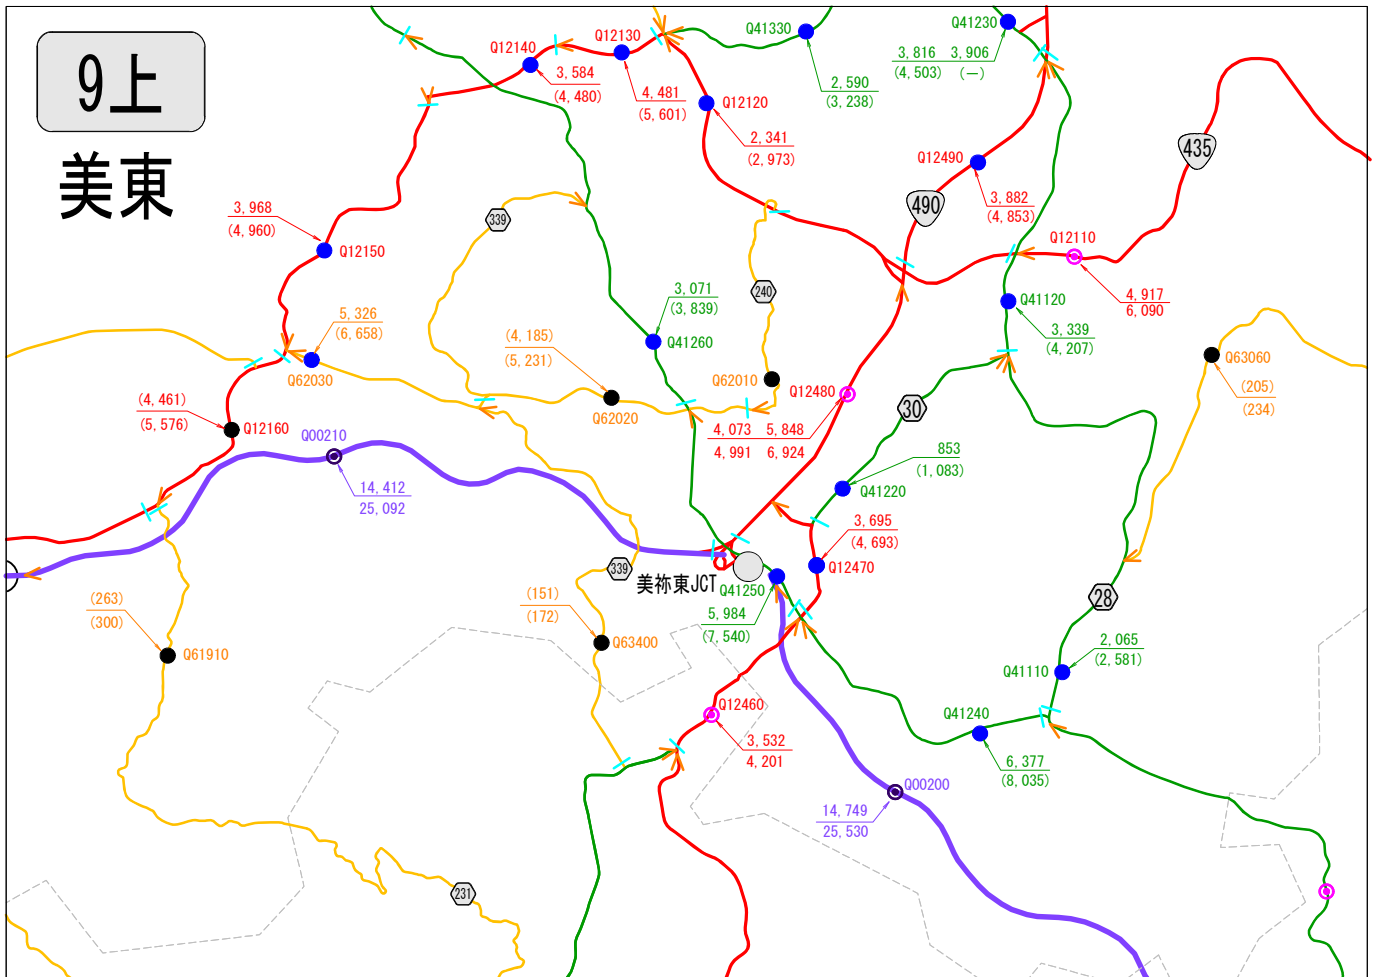 9上
美東
Q41330
2,590
(3,238)
Q41230
3,816 3,906
(4,503) (—)
Q12140
3,584
(4,480)
Q12130
4,481
(5,601)
Q12120
2,341
(2,973)
435
Q12490
3,882
(4,853)
490
339
3,968
(4,960)
Q12150
Q12110
4,917
6,090
240
3,071
(3,839)
Q41260
Q41120
3,339
(4,207)
5,326
(6,658)
Q62030
(4,185)
(5,231)
Q62020
Q62010
Q12480
4,073 5,848
4,991 6,924
Q63060
(205)
(234)
30
(4,461)
(5,576)
Q12160
Q00210
14,412
25,092
853
(1,083)
Q41220
3,695
(4,693)
Q12470
339
美祢東JCT
Q41250
5,984
(7,540)
28
(263)
(300)
Q61910
(151)
(172)
Q63400
2,065
(2,581)
Q41110
Q12460
3,532
4,201
Q41240
6,377
(8,035)
Q00200
14,749
25,530
231